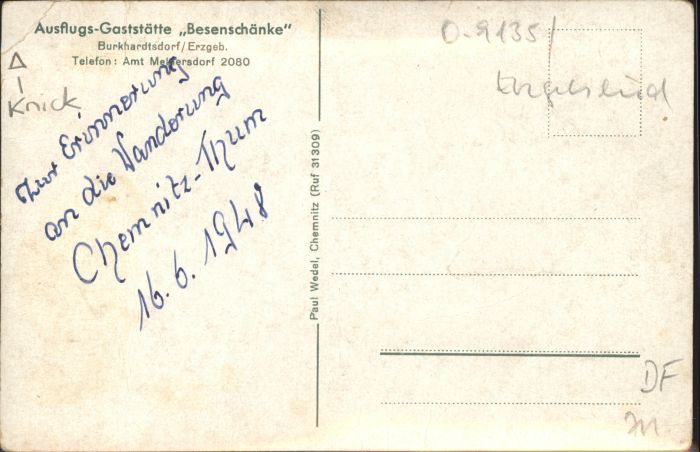 Ausflugs-Gaststätte „Besenschänke"
Burkhardtsdorf/Erzgeb.
Telefon: Amt Meinersdorf 2080
Knick
Zur Erinnerung
an die Wanderung
Chemnitz-Thum
16. 6. 1948
Paul Wedel, Chemnitz (Ruf 31309)
O-9135/
DF